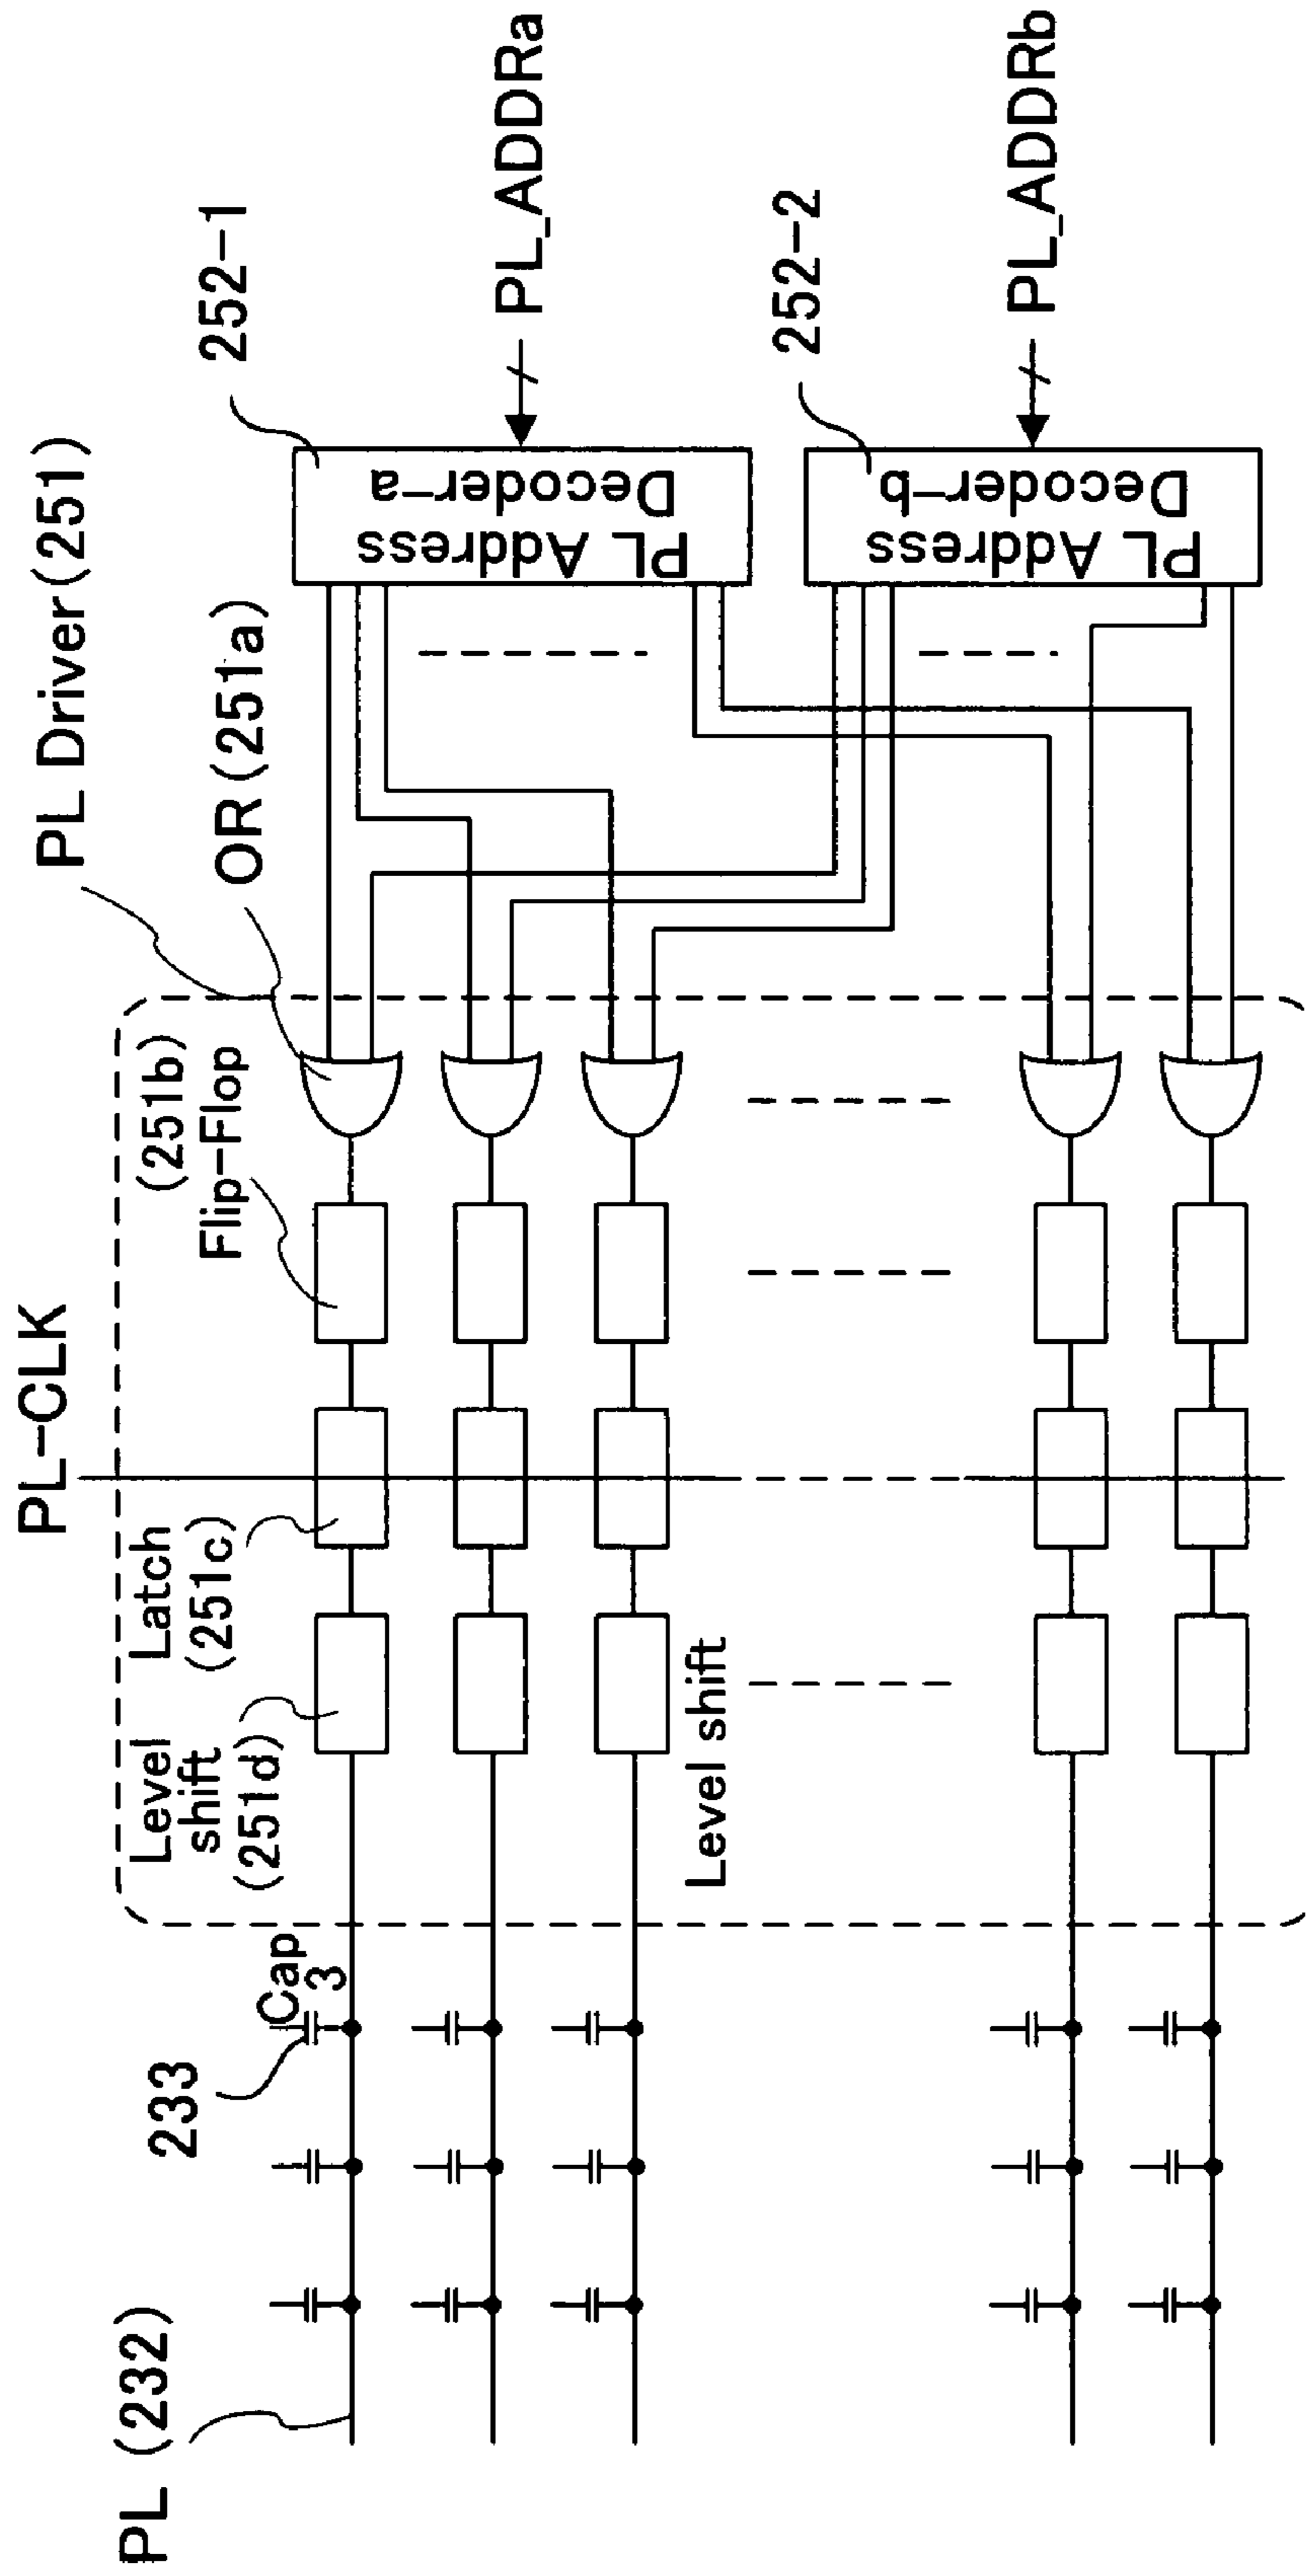 PL (232)
233
Cap
3
Level
shift
(251d)
Latch
(251c)
PL-CLK
Level shift
(251b)
Flip-Flop
OR (251a)
PL Driver (251)
PL Address
Decoder-a
252-1
PL_ADDRa
PL Address
Decoder-b
252-2
PL_ADDRb